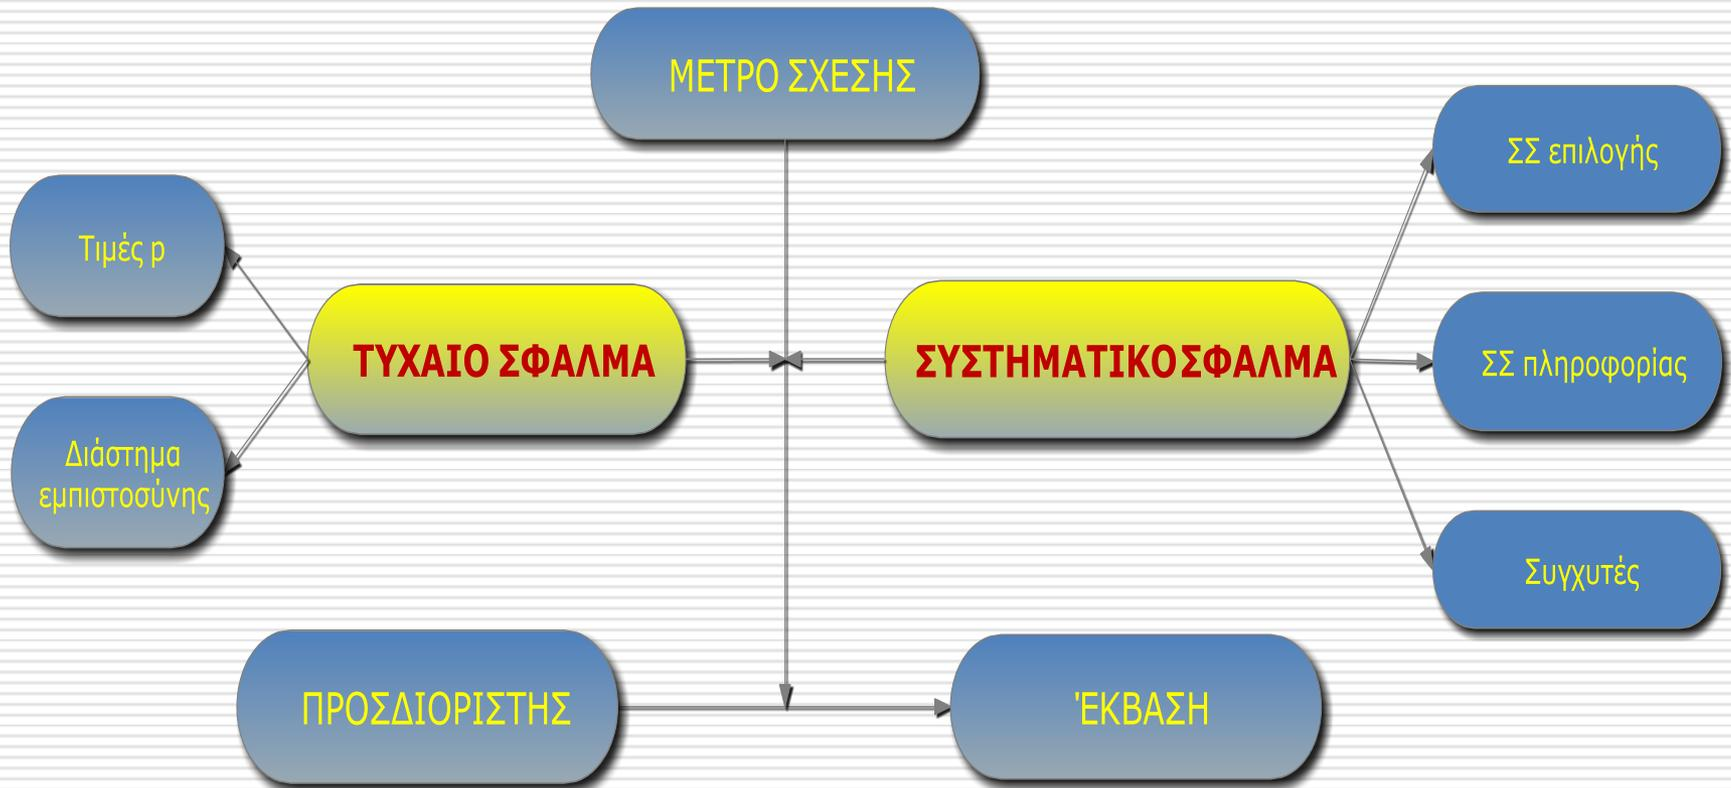 ΜΕΤΡΟ ΣΧΕΣΗΣ
ΣΣ επιλογής
Τιμές p
ΤΥΧΑΙΟ ΣΦΑΛΜΑ
ΣΥΣΤΗΜΑΤΙΚΟ ΣΦΑΛΜΑ
ΣΣ πληροφορίας
Διάστημα
εμπιστοσύνης
Συγχυτές
ΠΡΟΣΔΙΟΡΙΣΤΗΣ
ΈΚΒΑΣΗ